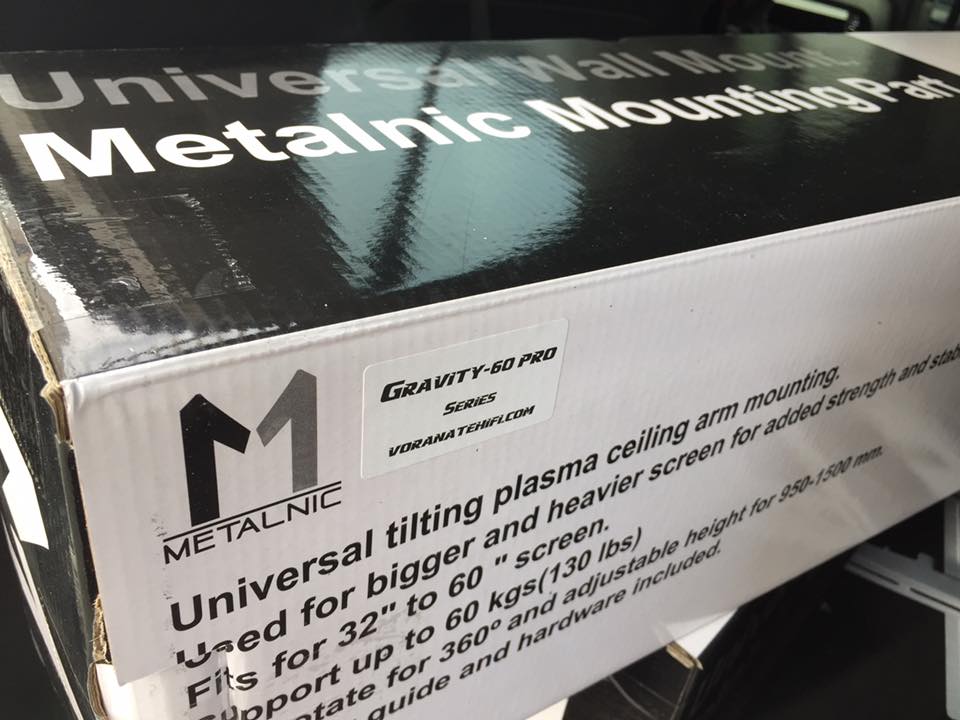 Universal Wall Mount.
Metalnic Mounting Part
METALNIC
GRAVITY-60 PRO
SERIES
VORANATEHIFI.COM
Universal tilting plasma ceiling arm mounting.
Used for bigger and heavier screen for added strength and
Fits for 32" to 60 " screen.
Support up to 60 kgs(130 lbs)
for 360° and adjustable height for 950-1500 mm.
guide and hardware included.